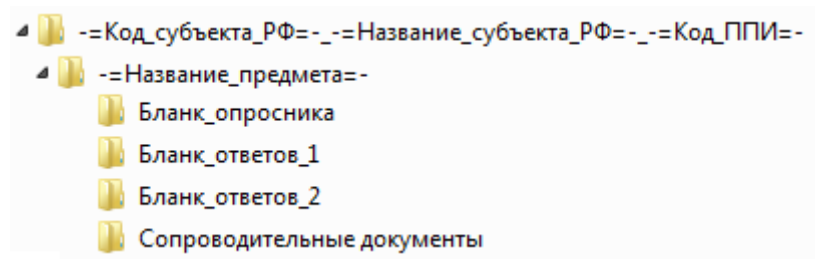 -=Код_субъекта_РФ=-_-=Название_субъекта_РФ=-_-=Код_ППИ=-
-=Название_предмета=-
Бланк_опросника
Бланк_ответов_1
Бланк_ответов_2
Сопроводительные документы